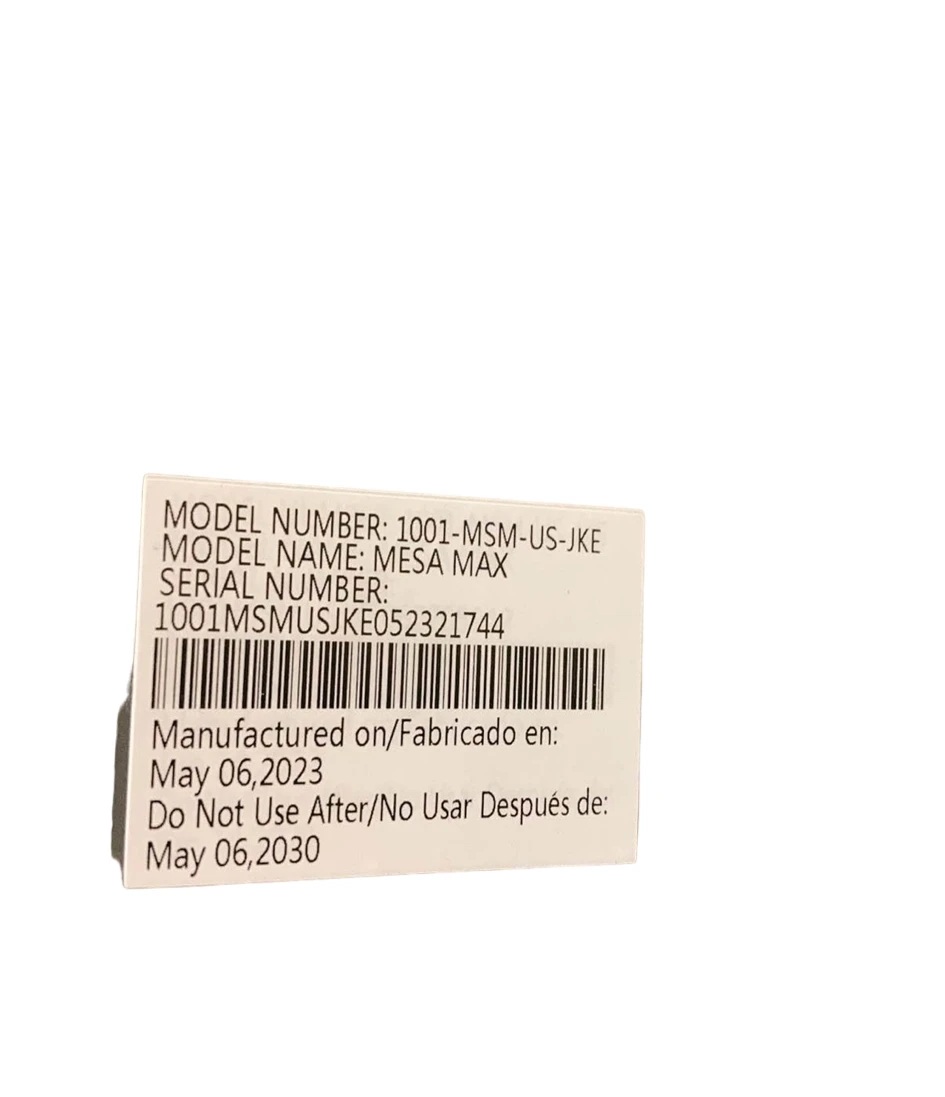 MODEL NUMBER: 1001-MSM-US-JKE
MODEL NAME: MESA MAX
SERIAL NUMBER:
1001MSMUSJKE052321744
Manufactured on/Fabricado en:
May 06,2023
Do Not Use After/No Usar Después de:
May 06,2030